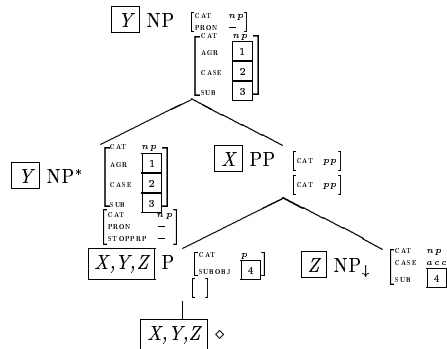 Y NP
CAT np
PRON –
CAT np
AGR 1
CASE 2
SUB 3
Y NP*
CAT np
AGR 1
CASE 2
SUB 3
CAT np
PRON –
STOPPRP –
X PP
CAT pp
CAT pp
X,Y,Z P
CAT p
SUBOBJ 4
[ ]
Z NP↓
CAT np
CASE acc
SUB 4
X,Y,Z ⋄